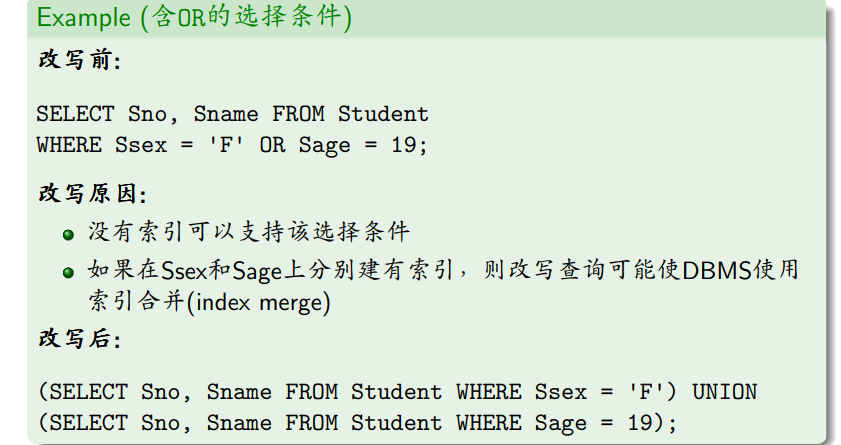 Example (含OR的选择条件)
改写前:
SELECT Sno, Sname FROM Student
WHERE Ssex = 'F' OR Sage = 19;
改写原因:
没有索引可以支持该选择条件
如果在Ssex和Sage上分别建有索引，则改写查询可能使DBMS使用
索引合并(index merge)
改写后:
(SELECT Sno, Sname FROM Student WHERE Ssex = 'F') UNION
(SELECT Sno, Sname FROM Student WHERE Sage = 19);